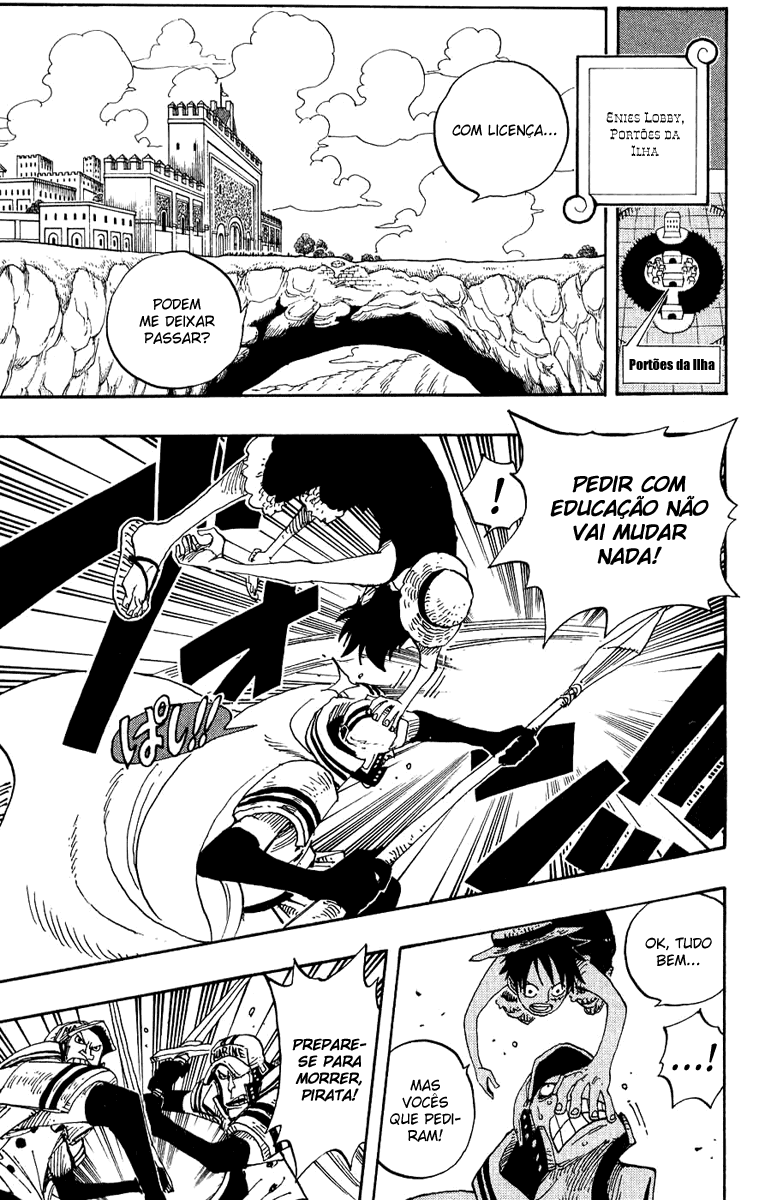 Enies Lobby,
Portões da
Ilha
Portões da Ilha
COM LICENÇA...
PODEM
ME DEIXAR
PASSAR?
PEDIR COM
EDUCAÇÃO NÃO
VAI MUDAR
NADA!
!
ぱし!!
OK, TUDO
BEM...
....!
MAS
VOCÊS
QUE PEDI-
RAM!
PREPARE-
SE PARA
MORRER,
PIRATA!
MARINE